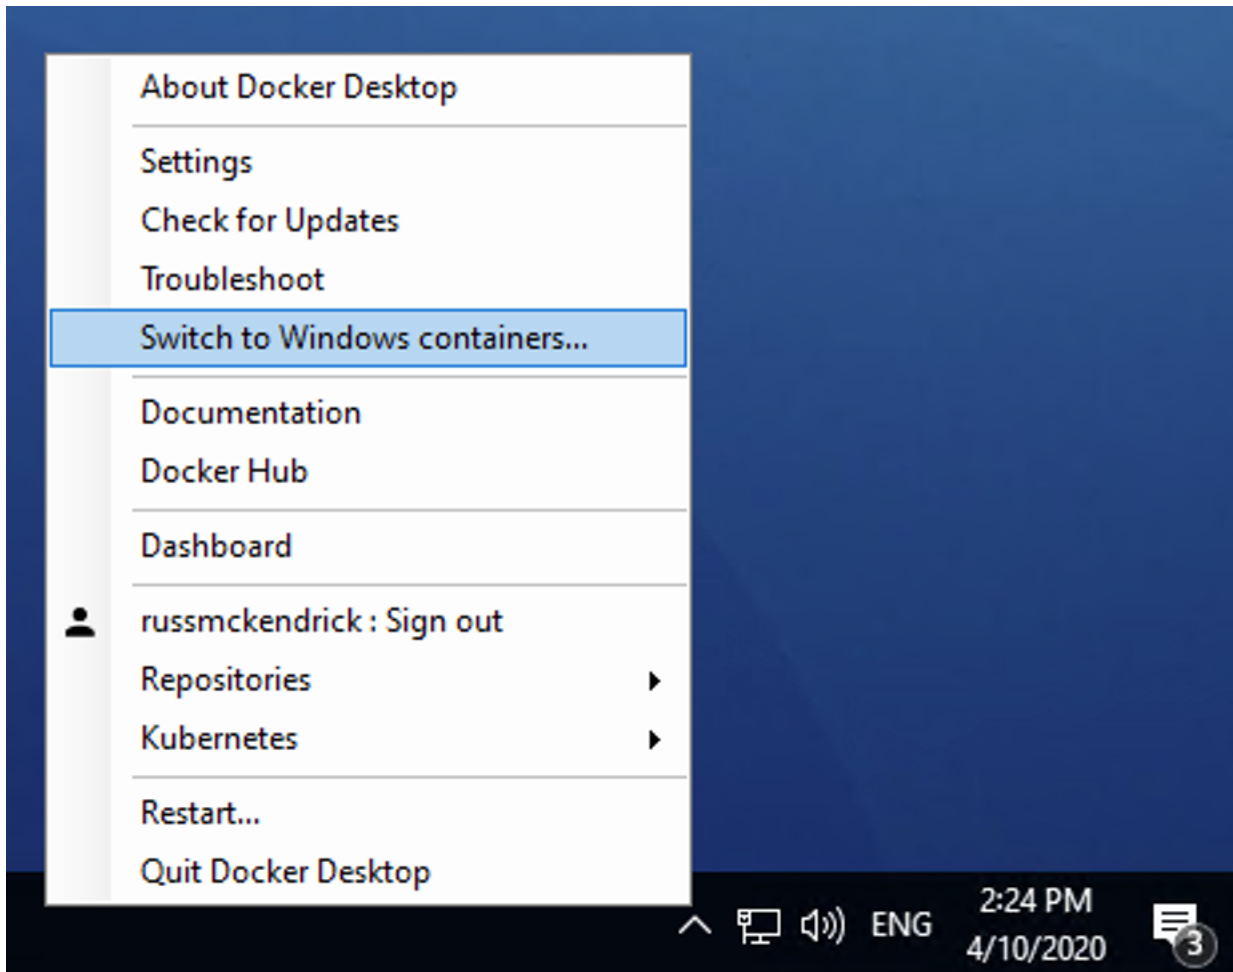 About Docker Desktop
Settings
Check for Updates
Troubleshoot
Switch to Windows containers...
Documentation
Docker Hub
Dashboard
russmckendrick : Sign out
Repositories
Kubernetes
Restart...
Quit Docker Desktop
ENG
2:24 PM
4/10/2020
3